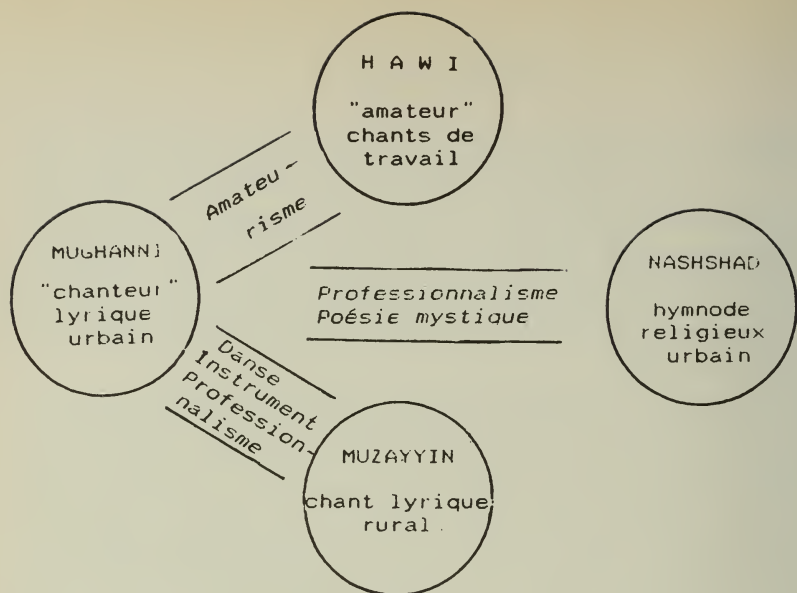 H A W I
"amateur"
chants de
travail
Amateu-
risme
MUGHANNI
"chanteur"
lyrique
urbain
Professionnalisme
Poésie mystique
NASHSHAD
hymnode
religieux
urbain
Danse
Instrument
Profession-
nalisme
MUZAYYIN
chant lyrique
rural